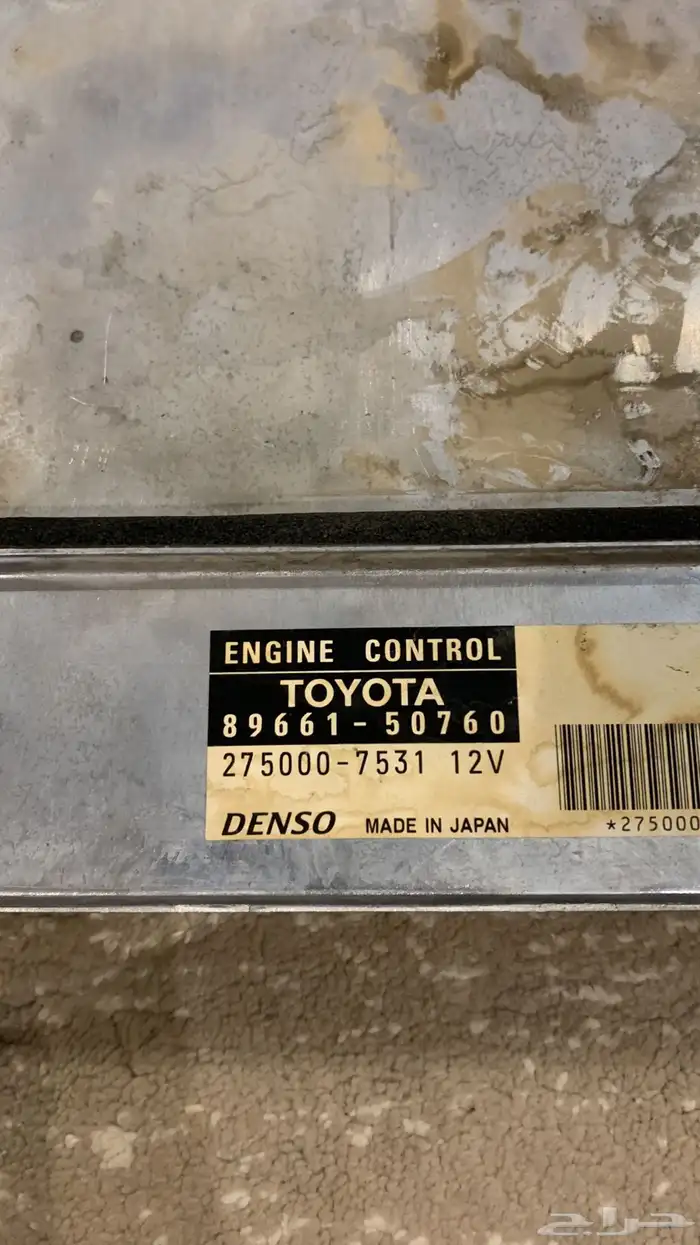 ENGINE CONTROL
TOYOTA
89661-50760
275000-7531 12V
DENSO MADE IN JAPAN
*275000
حراج